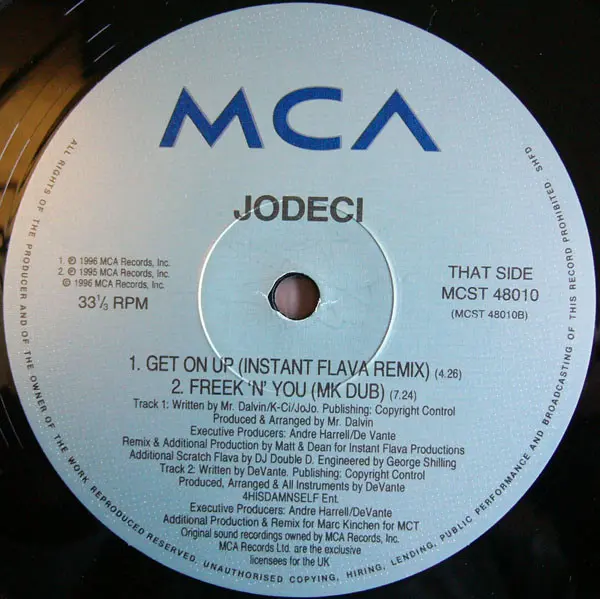 MCA
JODECI
1. ℗ 1996 MCA Records, Inc.
2. ℗ 1995 MCA Records, Inc.
© 1996 MCA Records, Inc.
33⅓ RPM
THAT SIDE
MCST 48010
(MCST 48010B)
1. GET ON UP (INSTANT FLAVA REMIX) (4.26)
2. FREEK 'N' YOU (MK DUB) (7.24)
Track 1: Written by Mr. Dalvin/K-Ci/JoJo. Publishing: Copyright Control
Produced & Arranged by Mr. Dalvin
Executive Producers: Andre Harrell/De Vante
Remix & Additional Production by Matt & Dean for Instant Flava Productions
Additional Scratch Flava by DJ Double D. Engineered by George Shilling
Track 2: Written by DeVante. Publishing: Copyright Control
Produced, Arranged & All Instruments by DeVante
4HISDAMNSELF Ent.
Executive Producers: Andre Harrell/DeVante
Additional Production & Remix for Marc Kinchen for MCT
Original sound recordings owned by MCA Records, Inc.
MCA Records Ltd. are the exclusive
licensees for the UK
ALL RIGHTS OF THE PRODUCER AND OF THE OWNER OF THE WORK REPRODUCED RESERVED. UNAUTHORISED COPYING, HIRING, LENDING, PUBLIC PERFORMANCE AND BROADCASTING OF THIS RECORD PROHIBITED. SHFD